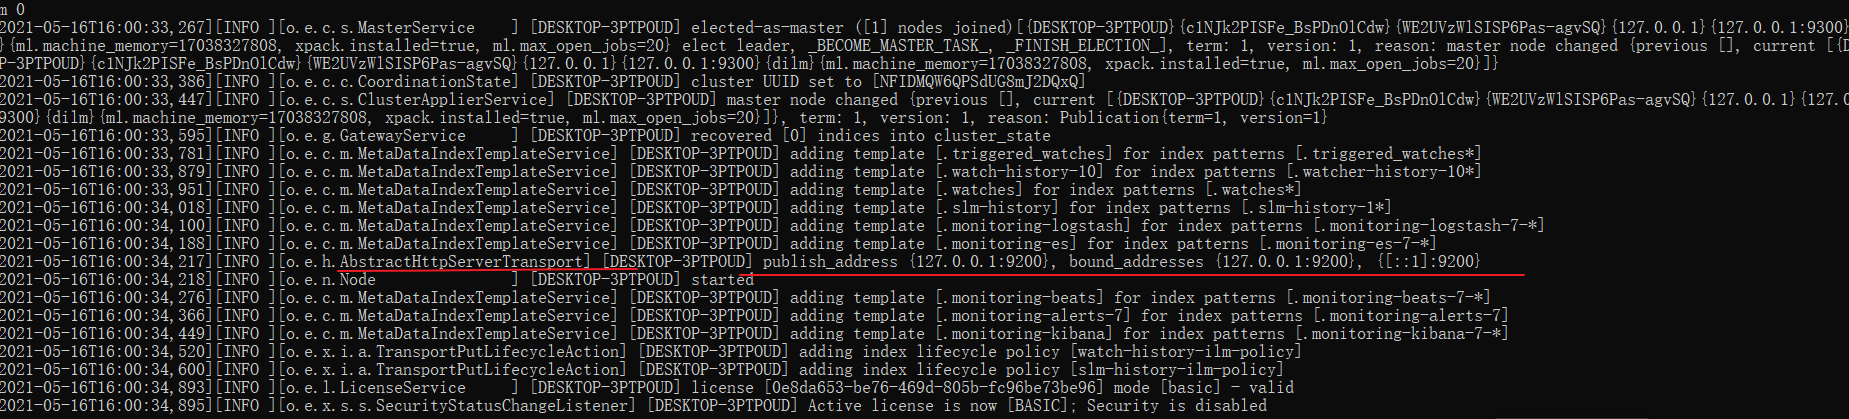 m 0
2021-05-16T16:00:33,267][INFO ][o.e.c.s.MasterService    ] [DESKTOP-3PTPOUD] elected-as-master ([1] nodes joined)[{DESKTOP-3PTPOUD}{c1NJk2PISFe_BsPDnOlCdw}{WE2UVzWlSISP6Pas-agvSQ}{127.0.0.1}{127.0.0.1:9300}
}{ml.machine_memory=17038327808, xpack.installed=true, ml.max_open_jobs=20} elect leader, _BECOME_MASTER_TASK_, _FINISH_ELECTION_], term: 1, version: 1, reason: master node changed {previous [], current [{D
P-3PTPOUD}{c1NJk2PISFe_BsPDnOlCdw}{WE2UVzWlSISP6Pas-agvSQ}{127.0.0.1}{127.0.0.1:9300}{dilm}{ml.machine_memory=17038327808, xpack.installed=true, ml.max_open_jobs=20}]}
2021-05-16T16:00:33,386][INFO ][o.e.c.c.CoordinationState] [DESKTOP-3PTPOUD] cluster UUID set to [NFIDMQW6QPSdUG8mJ2DQxQ]
2021-05-16T16:00:33,447][INFO ][o.e.c.s.ClusterApplierService] [DESKTOP-3PTPOUD] master node changed {previous [], current [{DESKTOP-3PTPOUD}{c1NJk2PISFe_BsPDnOlCdw}{WE2UVzWlSISP6Pas-agvSQ}{127.0.0.1}{127.
9300}{dilm}{ml.machine_memory=17038327808, xpack.installed=true, ml.max_open_jobs=20}]}, term: 1, version: 1, reason: Publication{term=1, version=1}
2021-05-16T16:00:33,595][INFO ][o.e.g.GatewayService     ] [DESKTOP-3PTPOUD] recovered [0] indices into cluster_state
2021-05-16T16:00:33,781][INFO ][o.e.c.m.MetaDataIndexTemplateService] [DESKTOP-3PTPOUD] adding template [.triggered_watches] for index patterns [.triggered_watches*]
2021-05-16T16:00:33,879][INFO ][o.e.c.m.MetaDataIndexTemplateService] [DESKTOP-3PTPOUD] adding template [.watch-history-10] for index patterns [.watcher-history-10*]
2021-05-16T16:00:33,951][INFO ][o.e.c.m.MetaDataIndexTemplateService] [DESKTOP-3PTPOUD] adding template [.watches] for index patterns [.watches*]
2021-05-16T16:00:34,018][INFO ][o.e.c.m.MetaDataIndexTemplateService] [DESKTOP-3PTPOUD] adding template [.slm-history] for index patterns [.slm-history-1*]
2021-05-16T16:00:34,100][INFO ][o.e.c.m.MetaDataIndexTemplateService] [DESKTOP-3PTPOUD] adding template [.monitoring-logstash] for index patterns [.monitoring-logstash-7-*]
2021-05-16T16:00:34,188][INFO ][o.e.c.m.MetaDataIndexTemplateService] [DESKTOP-3PTPOUD] adding template [.monitoring-es] for index patterns [.monitoring-es-7-*]
2021-05-16T16:00:34,217][INFO ][o.e.h.AbstractHttpServerTransport] [DESKTOP-3PTPOUD] publish_address {127.0.0.1:9200}, bound_addresses {127.0.0.1:9200}, {[::1]:9200}
2021-05-16T16:00:34,218][INFO ][o.e.n.Node               ] [DESKTOP-3PTPOUD] started
2021-05-16T16:00:34,276][INFO ][o.e.c.m.MetaDataIndexTemplateService] [DESKTOP-3PTPOUD] adding template [.monitoring-beats] for index patterns [.monitoring-beats-7-*]
2021-05-16T16:00:34,366][INFO ][o.e.c.m.MetaDataIndexTemplateService] [DESKTOP-3PTPOUD] adding template [.monitoring-alerts-7] for index patterns [.monitoring-alerts-7]
2021-05-16T16:00:34,449][INFO ][o.e.c.m.MetaDataIndexTemplateService] [DESKTOP-3PTPOUD] adding template [.monitoring-kibana] for index patterns [.monitoring-kibana-7-*]
2021-05-16T16:00:34,520][INFO ][o.e.x.i.a.TransportPutLifecycleAction] [DESKTOP-3PTPOUD] adding index lifecycle policy [watch-history-ilm-policy]
2021-05-16T16:00:34,600][INFO ][o.e.x.i.a.TransportPutLifecycleAction] [DESKTOP-3PTPOUD] adding index lifecycle policy [slm-history-ilm-policy]
2021-05-16T16:00:34,893][INFO ][o.e.l.LicenseService     ] [DESKTOP-3PTPOUD] license [0e8da653-be76-469d-805b-fc96be73be96] mode [basic] - valid
2021-05-16T16:00:34,895][INFO ][o.e.x.s.s.SecurityStatusChangeListener] [DESKTOP-3PTPOUD] Active license is now [BASIC]; Security is disabled